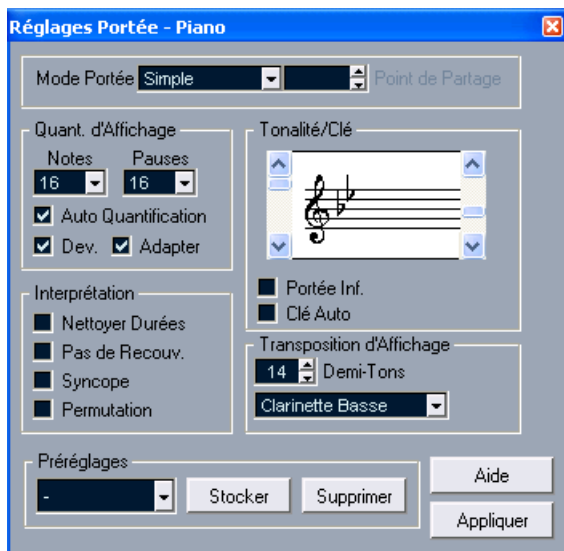 Réglages Portée - Piano
Mode Portée Simple Point de Partage
Quant. d'Affichage
Notes Pauses
16 16
Auto Quantification
Dev. Adapter
Tonalité/Clé
Portée Inf.
Clé Auto
Interprétation
Nettoyer Durées
Pas de Recouv.
Syncope
Permutation
Transposition d'Affichage
14 Demi-Tons
Clarinette Basse
Préréglages
- Stocker Supprimer
Aide
Appliquer